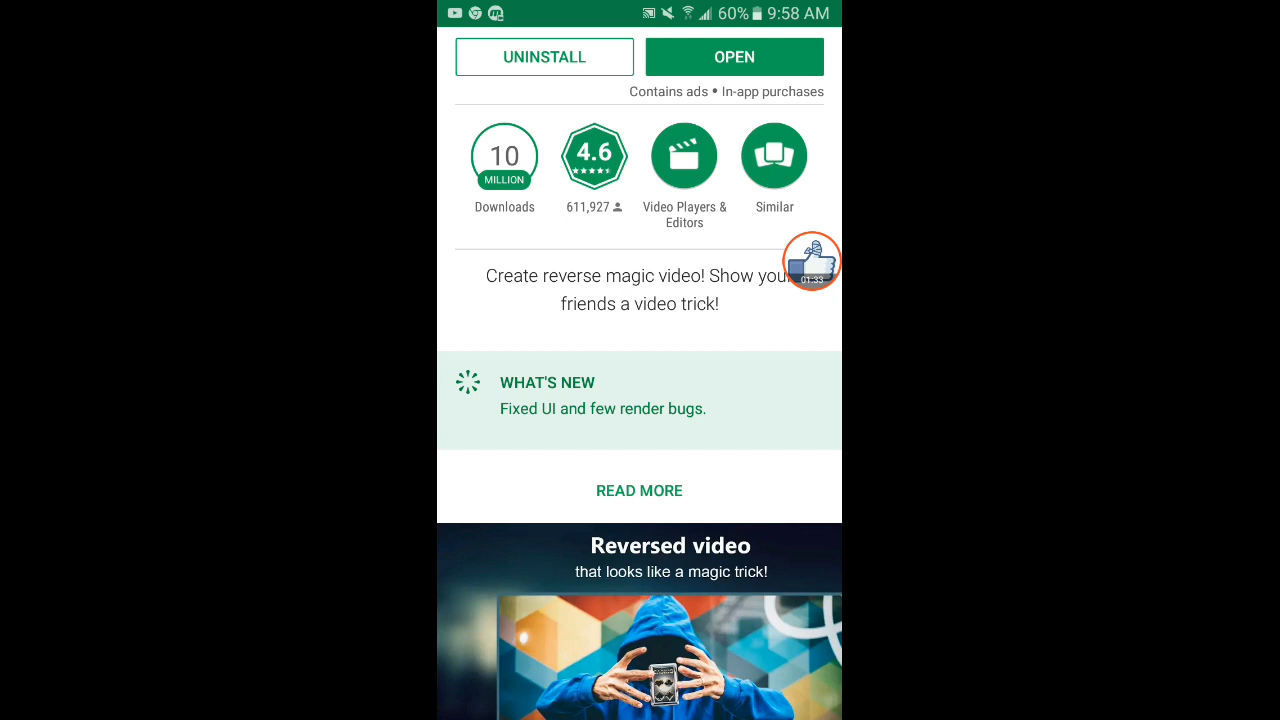 60% 9:58 AM
UNINSTALL
OPEN
Contains ads • In-app purchases
10
MILLION
Downloads
4.6
611,927
Video Players &
Editors
Similar
Create reverse magic video! Show your
friends a video trick!
01:33
WHAT'S NEW
Fixed UI and few render bugs.
READ MORE
Reversed video
that looks like a magic trick!